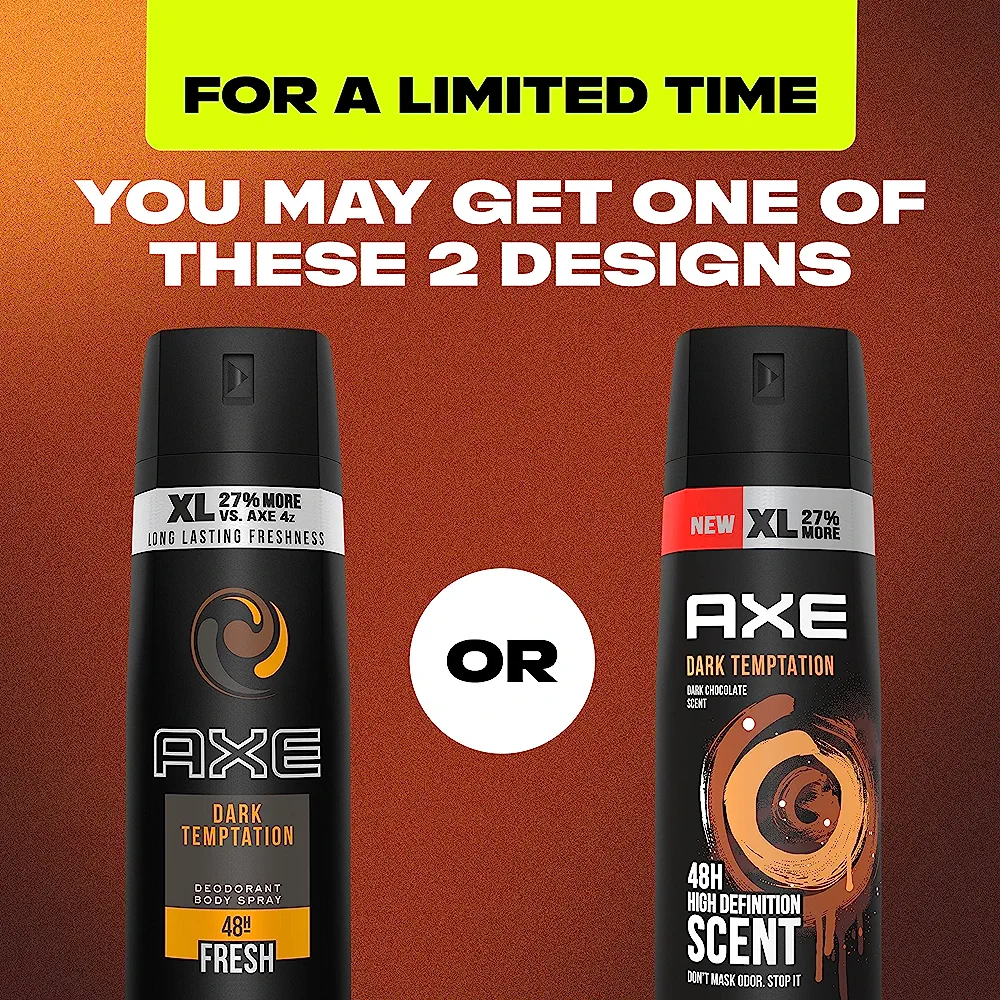 FOR A LIMITED TIME
YOU MAY GET ONE OF
THESE 2 DESIGNS
XL 27% MORE
VS. AXE 4Z
LONG LASTING FRESHNESS
AXE
DARK
TEMPTATION
DEODORANT
BODY SPRAY
48H
FRESH
OR
NEW XL 27%
MORE
AXE
DARK TEMPTATION
DARK CHOCOLATE
SCENT
48H
HIGH DEFINITION
SCENT
DON'T MASK ODOR. STOP IT